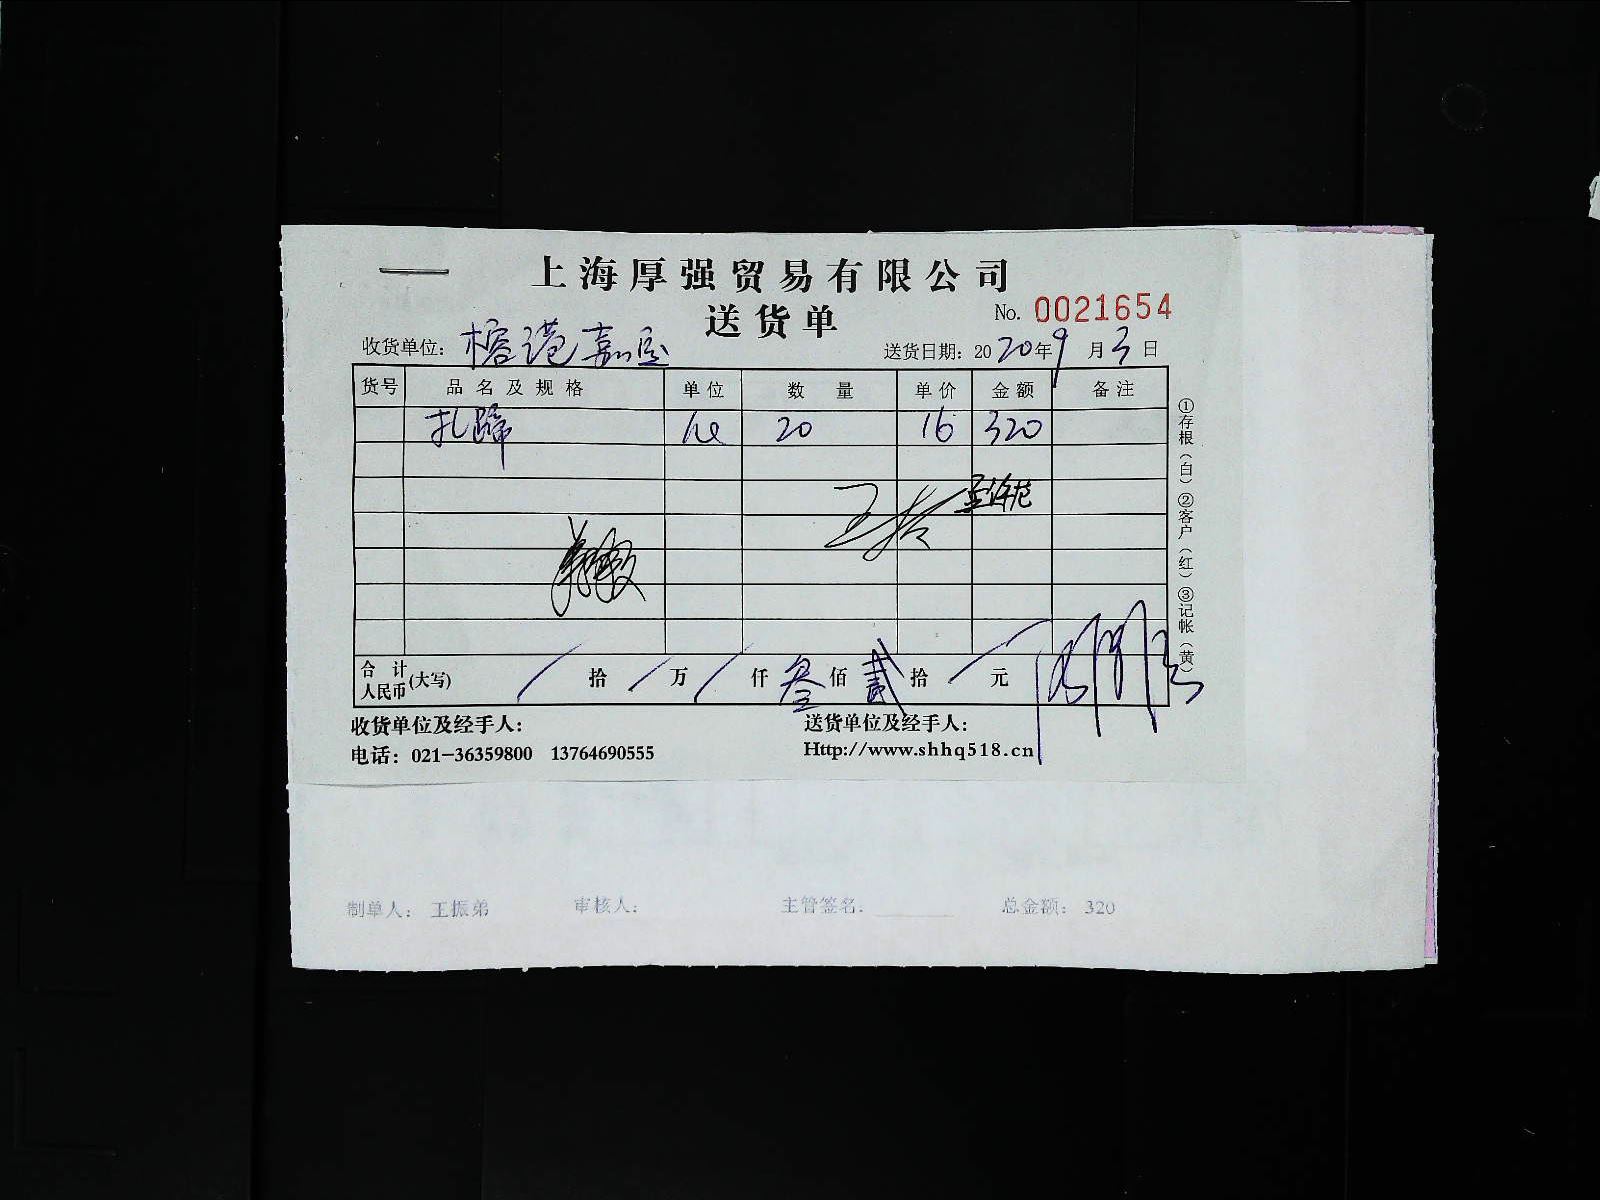 上海厚强贸易有限公司
送货单
No. 0021654
收货单位： 榕港嘉
送货日期：2020年9月3日
货号 品名及规格 单位 数量 单价 金额 备注
扎蹄 20 16 320
合计人民币(大写) / 拾 / 万 / 仟 叁 佰 贰 拾 / 元
收货单位及经手人：
送货单位及经手人：
电话：021-36359800 13764690555
Http://www.shhq518.cn
①存根（白）②客户（红）③记帐（黄）
制单人： 王振弟 审核人： 主管签名. 总金额： 320